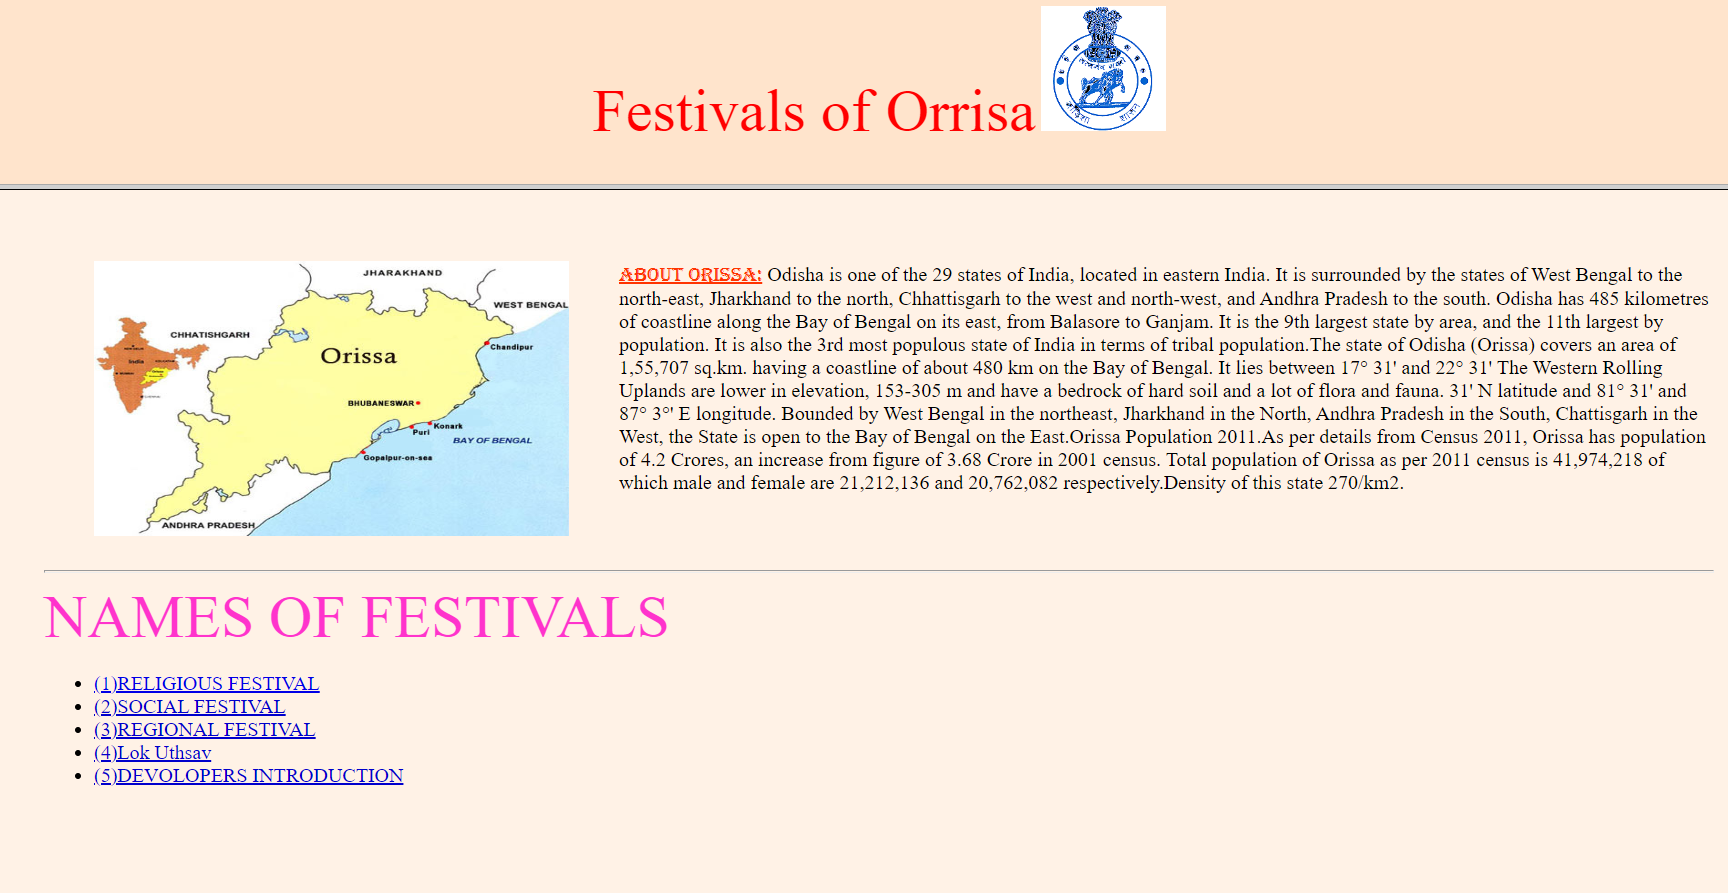 Festivals of Orrisa
JHARAKHAND
WEST BENGAL
CHHATISHGARH
India
Orissa
Chandipur
BHUBANESWAR
Konark
Puri
BAY OF BENGAL
Gopalpur-on-sea
ANDHRA PRADESH
ABOUT ORISSA: Odisha is one of the 29 states of India, located in eastern India. It is surrounded by the states of West Bengal to the
north-east, Jharkhand to the north, Chhattisgarh to the west and north-west, and Andhra Pradesh to the south. Odisha has 485 kilometres
of coastline along the Bay of Bengal on its east, from Balasore to Ganjam. It is the 9th largest state by area, and the 11th largest by
population. It is also the 3rd most populous state of India in terms of tribal population.The state of Odisha (Orissa) covers an area of
1,55,707 sq.km. having a coastline of about 480 km on the Bay of Bengal. It lies between 17° 31' and 22° 31' The Western Rolling
Uplands are lower in elevation, 153-305 m and have a bedrock of hard soil and a lot of flora and fauna. 31' N latitude and 81° 31' and
87° 3°' E longitude. Bounded by West Bengal in the northeast, Jharkhand in the North, Andhra Pradesh in the South, Chattisgarh in the
West, the State is open to the Bay of Bengal on the East.Orissa Population 2011.As per details from Census 2011, Orissa has population
of 4.2 Crores, an increase from figure of 3.68 Crore in 2001 census. Total population of Orissa as per 2011 census is 41,974,218 of
which male and female are 21,212,136 and 20,762,082 respectively.Density of this state 270/km2.
NAMES OF FESTIVALS
(1)RELIGIOUS FESTIVAL
(2)SOCIAL FESTIVAL
(3)REGIONAL FESTIVAL
(4)Lok Uthsav
(5)DEVOLOPERS INTRODUCTION